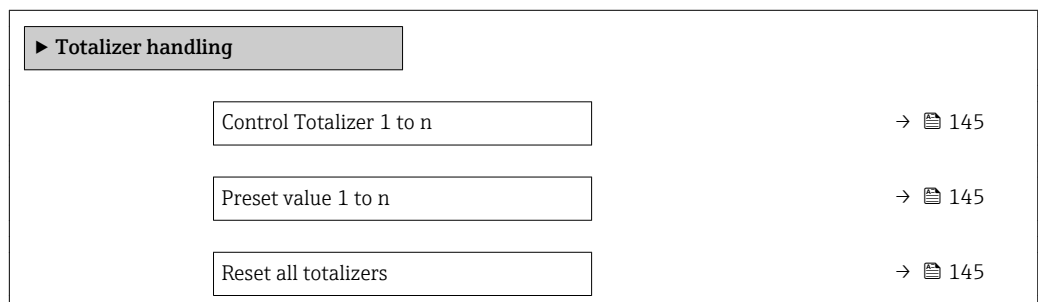 ▶ Totalizer handling
Control Totalizer 1 to n → 🖹 145
Preset value 1 to n → 🖹 145
Reset all totalizers → 🖹 145